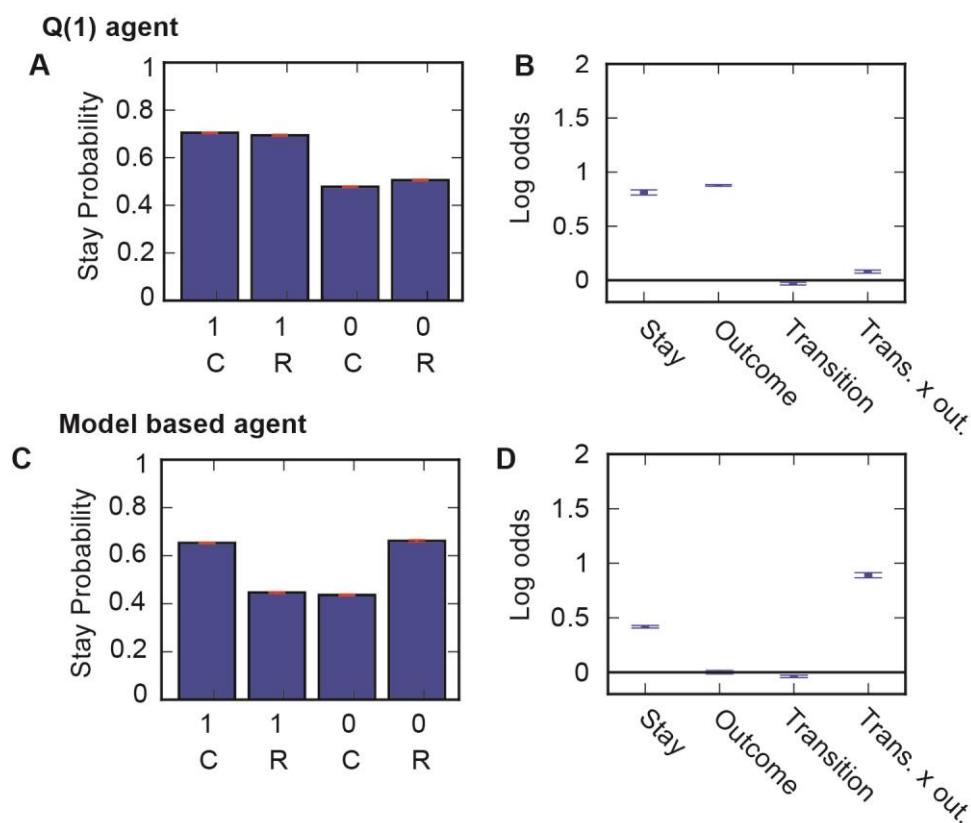 Q(1) agent
A
Stay Probability
1
0.8
0.6
0.4
0.2
0
1 1 0 0
C R C R
B
Log odds
2
1.5
1
0.5
0
Stay
Outcome
Transition
Trans. x out.
Model based agent
C
Stay Probability
1
0.8
0.6
0.4
0.2
0
1 1 0 0
C R C R
D
Log odds
2
1.5
1
0.5
0
Stay
Outcome
Transition
Trans. x out.